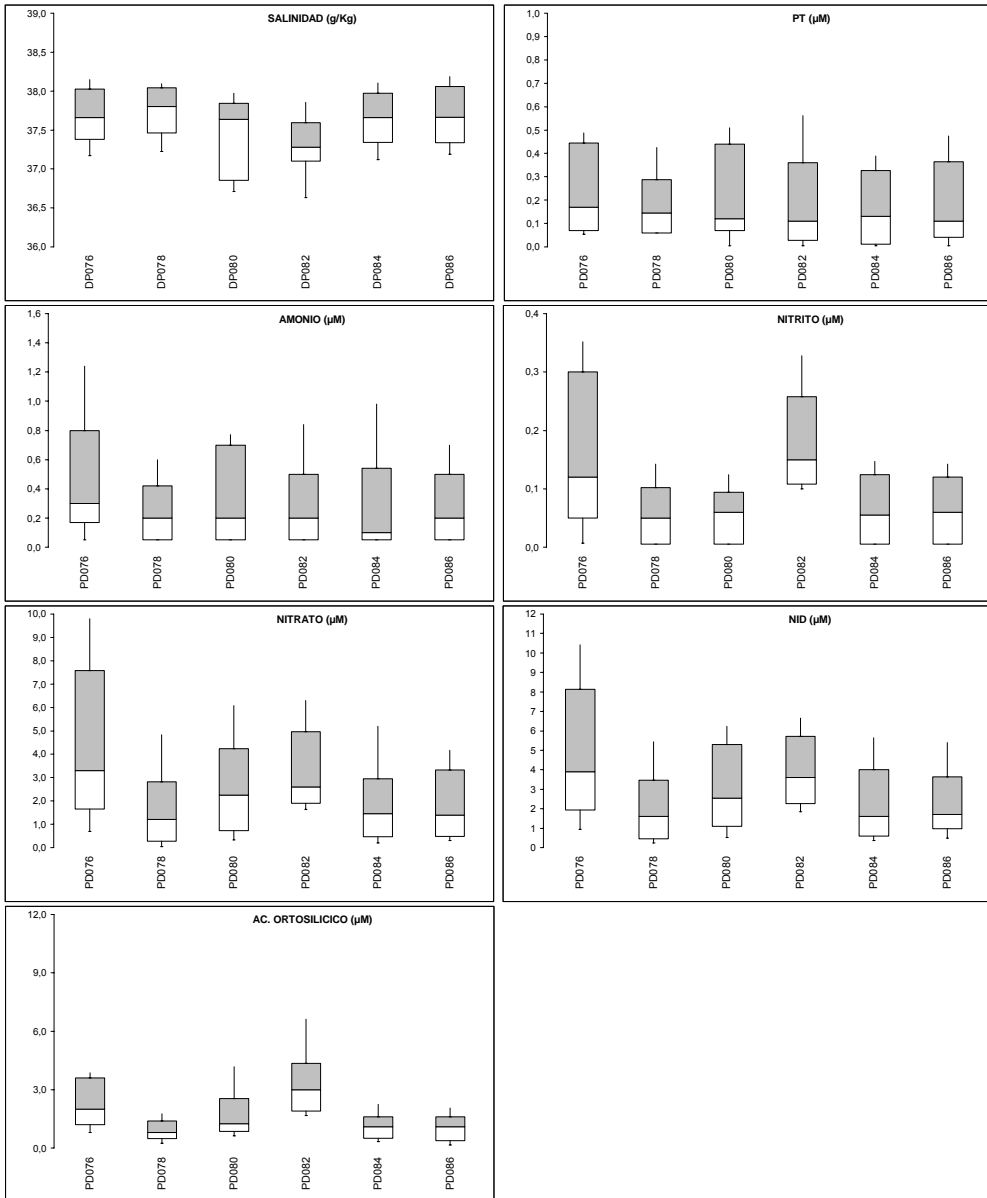 SALINIDAD (g/Kg)
39,0
38,5
38,0
37,5
37,0
36,5
36,0
DP076
DP078
DP080
DP082
DP084
DP086
PT (µM)
1,0
0,9
0,8
0,7
0,6
0,5
0,4
0,3
0,2
0,1
0,0
PD076
PD078
PD080
PD082
PD084
PD086
AMONIO (µM)
1,6
1,4
1,2
1,0
0,8
0,6
0,4
0,2
0,0
PD076
PD078
PD080
PD082
PD084
PD086
NITRITO (µM)
0,4
0,3
0,2
0,1
0,0
PD076
PD078
PD080
PD082
PD084
PD086
NITRATO (µM)
10,0
9,0
8,0
7,0
6,0
5,0
4,0
3,0
2,0
1,0
0,0
PD076
PD078
PD080
PD082
PD084
PD086
NID (µM)
12
11
10
9
8
7
6
5
4
3
2
1
0
PD076
PD078
PD080
PD082
PD084
PD086
AC. ORTOSILICICO (µM)
12,0
9,0
6,0
3,0
0,0
PD076
PD078
PD080
PD082
PD084
PD086